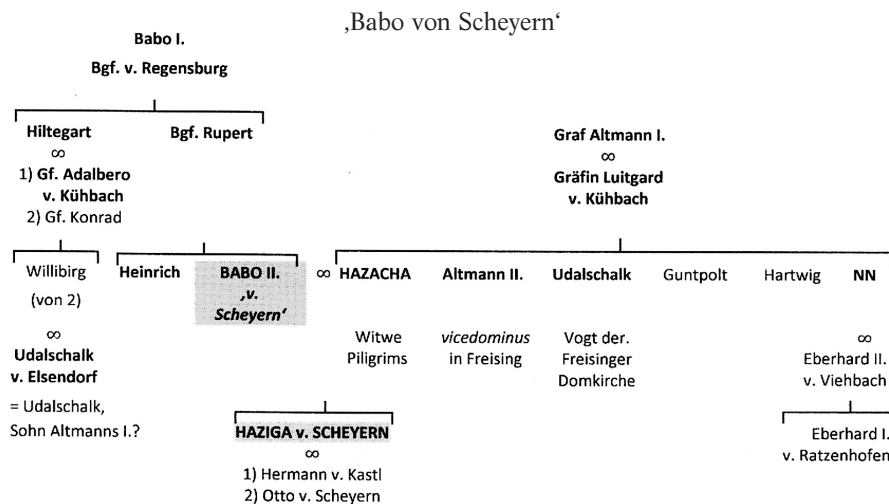 ‚Babo von Scheyern‘
Babo I.
Bgf. v. Regensburg
Hiltegart
Bgf. Rupert
∞
1) Gf. Adalbero
v. Kühbach
2) Gf. Konrad
Graf Altmann I.
∞
Gräfin Luitgard
v. Kühbach
Willibirg
(von 2)
∞
Udalschalk
v. Elsendorf
= Udalschalk,
Sohn Altmanns I.?
Heinrich
BABO II.
‚v.
Scheyern‘
∞
HAZACHA
Witwe
Piligrims
Altmann II.
vicedominus
in Freising
Udalschalk
Vogt der.
Freisinger
Domkirche
Guntpolt
Hartwig
NN
∞
Eberhard II.
v. Viehbach
HAZIGA v. SCHEYERN
∞
1) Hermann v. Kastl
2) Otto v. Scheyern
Eberhard I.
v. Ratzenhofen